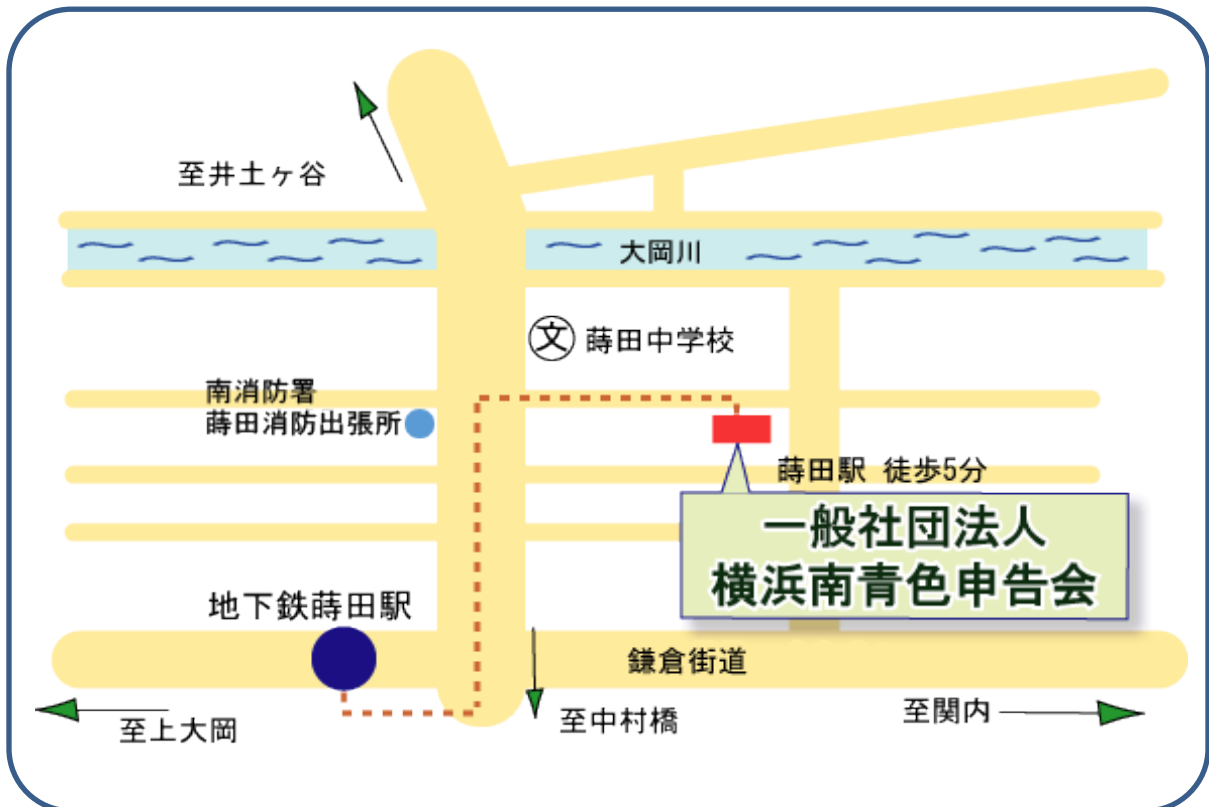 至井土ヶ谷
大岡川
文 蒔田中学校
南消防署
蒔田消防出張所
蒔田駅 徒歩5分
一般社団法人
横浜南青色申告会
地下鉄蒔田駅
鎌倉街道
至上大岡
至中村橋
至関内